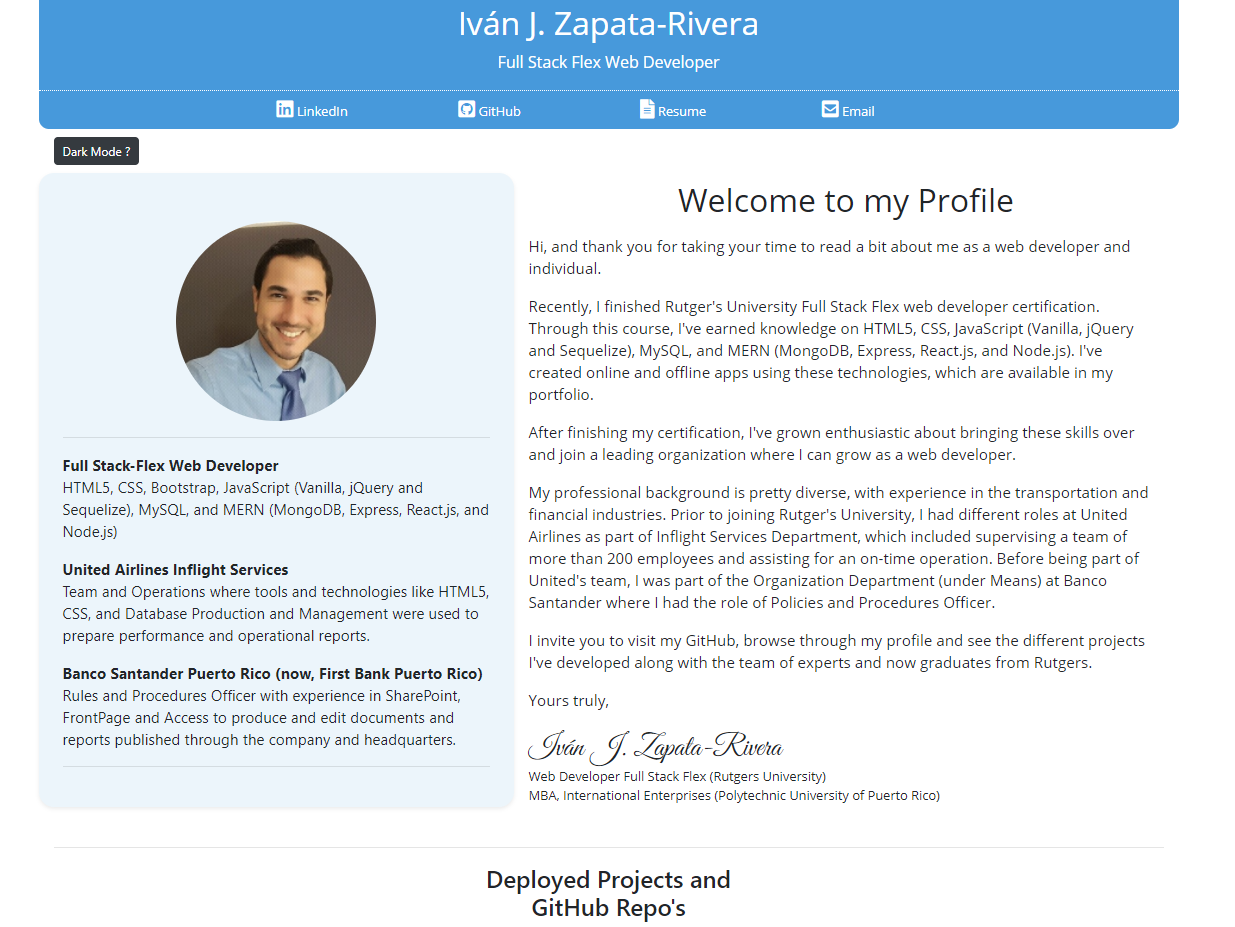 Iván J. Zapata-Rivera
Full Stack Flex Web Developer
LinkedIn
GitHub
Resume
Email
Dark Mode ?
Full Stack-Flex Web Developer
HTML5, CSS, Bootstrap, JavaScript (Vanilla, jQuery and
Sequelize), MySQL, and MERN (MongoDB, Express, React.js, and
Node.js)
United Airlines Inflight Services
Team and Operations where tools and technologies like HTML5,
CSS, and Database Production and Management were used to
prepare performance and operational reports.
Banco Santander Puerto Rico (now, First Bank Puerto Rico)
Rules and Procedures Officer with experience in SharePoint,
FrontPage and Access to produce and edit documents and
reports published through the company and headquarters.
Welcome to my Profile
Hi, and thank you for taking your time to read a bit about me as a web developer and
individual.
Recently, I finished Rutger's University Full Stack Flex web developer certification.
Through this course, I've earned knowledge on HTML5, CSS, JavaScript (Vanilla, jQuery
and Sequelize), MySQL, and MERN (MongoDB, Express, React.js, and Node.js). I've
created online and offline apps using these technologies, which are available in my
portfolio.
After finishing my certification, I've grown enthusiastic about bringing these skills over
and join a leading organization where I can grow as a web developer.
My professional background is pretty diverse, with experience in the transportation and
financial industries. Prior to joining Rutger's University, I had different roles at United
Airlines as part of Inflight Services Department, which included supervising a team of
more than 200 employees and assisting for an on-time operation. Before being part of
United's team, I was part of the Organization Department (under Means) at Banco
Santander where I had the role of Policies and Procedures Officer.
I invite you to visit my GitHub, browse through my profile and see the different projects
I've developed along with the team of experts and now graduates from Rutgers.
Yours truly,
Iván J. Zapata-Rivera
Web Developer Full Stack Flex (Rutgers University)
MBA, International Enterprises (Polytechnic University of Puerto Rico)
Deployed Projects and
GitHub Repo's